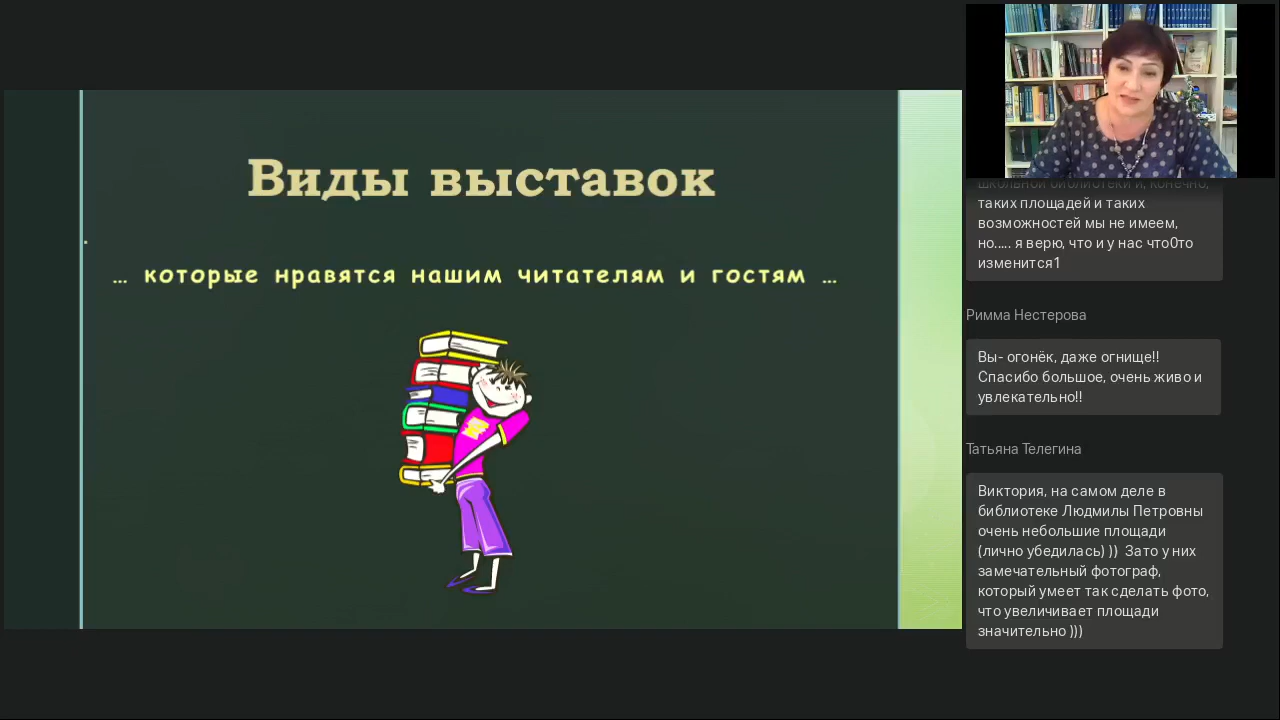 Виды выставок
… которые нравятся нашим читателям и гостям …
школьной библиотеки и, конечно,
таких площадей и таких
возможностей мы не имеем,
но..... я верю, что и у нас что0то
изменится1
Римма Нестерова
Вы- огонёк, даже огнище!!
Спасибо большое, очень живо и
увлекательно!!
Татьяна Телегина
Виктория, на самом деле в
библиотеке Людмилы Петровны
очень небольшие площади
(лично убедилась) ))  Зато у них
замечательный фотограф,
который умеет так сделать фото,
что увеличивает площади
значительно )))